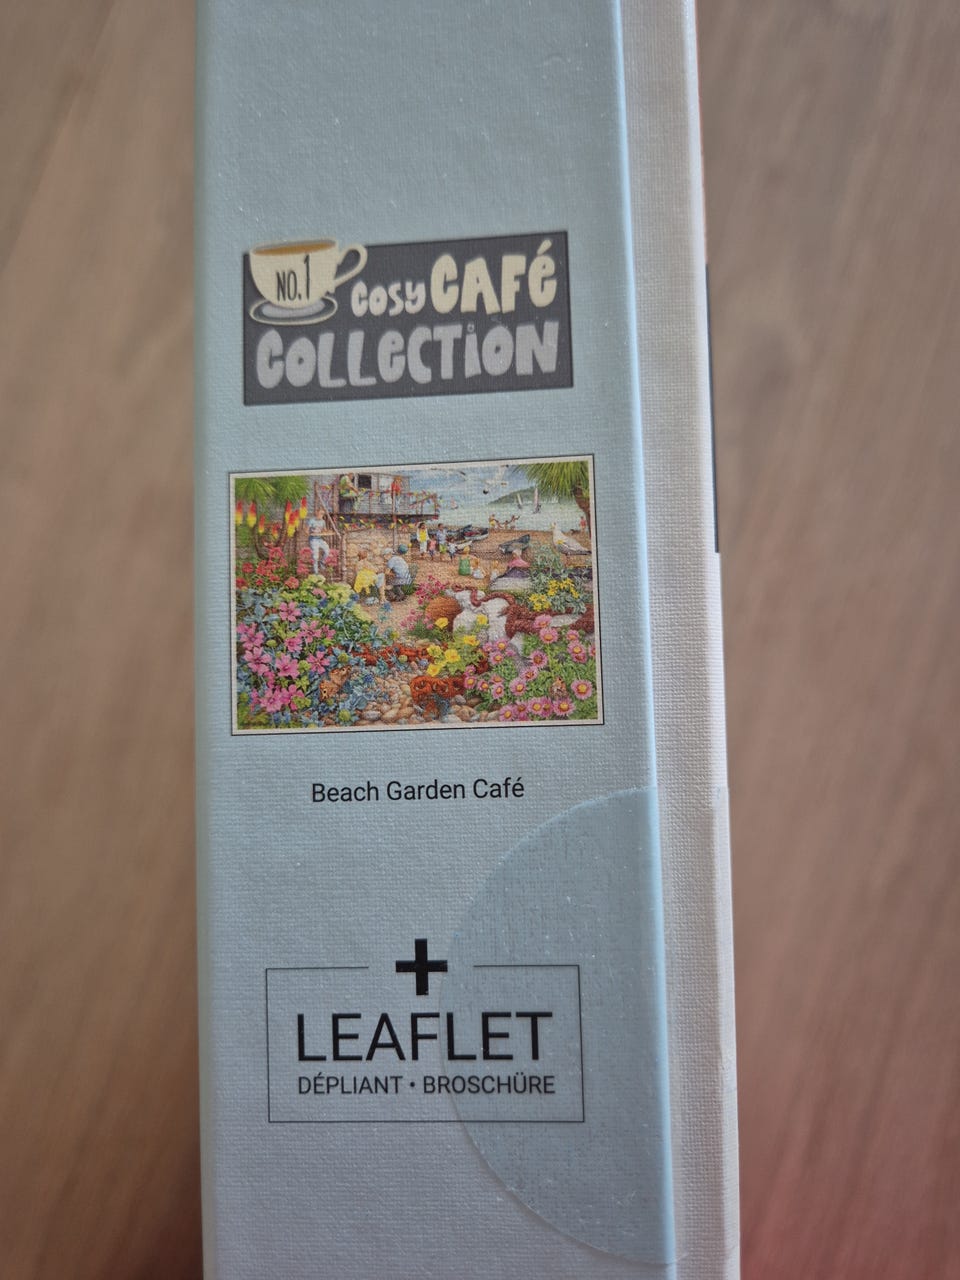 NO.1
cosy CAFé
COLLeCTiON
Beach Garden Café
+
LEAFLET
DÉPLIANT • BROSCHÜRE